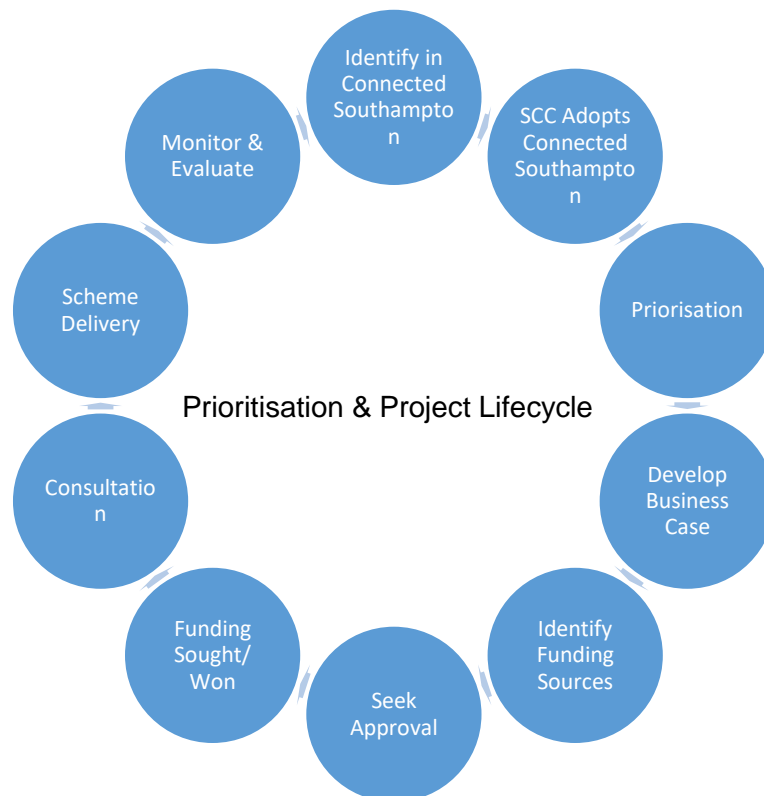 Identify in
Connected
Southampto
n
SCC Adopts
Connected
Southampto
n
Priorisation
Develop
Business
Case
Identify
Funding
Sources
Seek
Approval
Funding
Sought/
Won
Consultatio
n
Scheme
Delivery
Monitor &
Evaluate
Prioritisation & Project Lifecycle